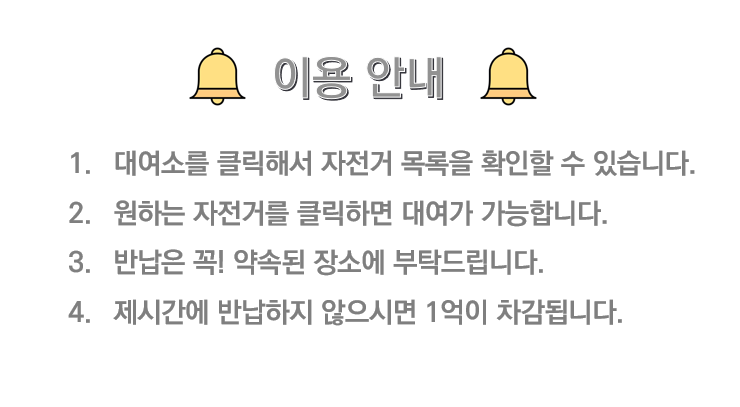 이용 안내
1. 대여소를 클릭해서 자전거 목록을 확인할 수 있습니다.
2. 원하는 자전거를 클릭하면 대여가 가능합니다.
3. 반납은 꼭! 약속된 장소에 부탁드립니다.
4. 제시간에 반납하지 않으시면 1억이 차감됩니다.